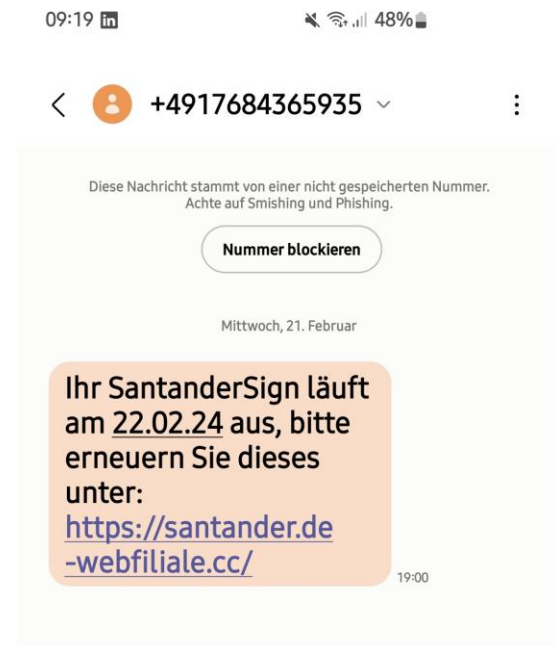 09:19 in 48%
+4917684365935
Diese Nachricht stammt von einer nicht gespeicherten Nummer.
Achte auf Smishing und Phishing.
Nummer blockieren
Mittwoch, 21. Februar
Ihr SantanderSign läuft
am 22.02.24 aus, bitte
erneuern Sie dieses
unter:
https://santander.de
-webfiliale.cc/
19:00